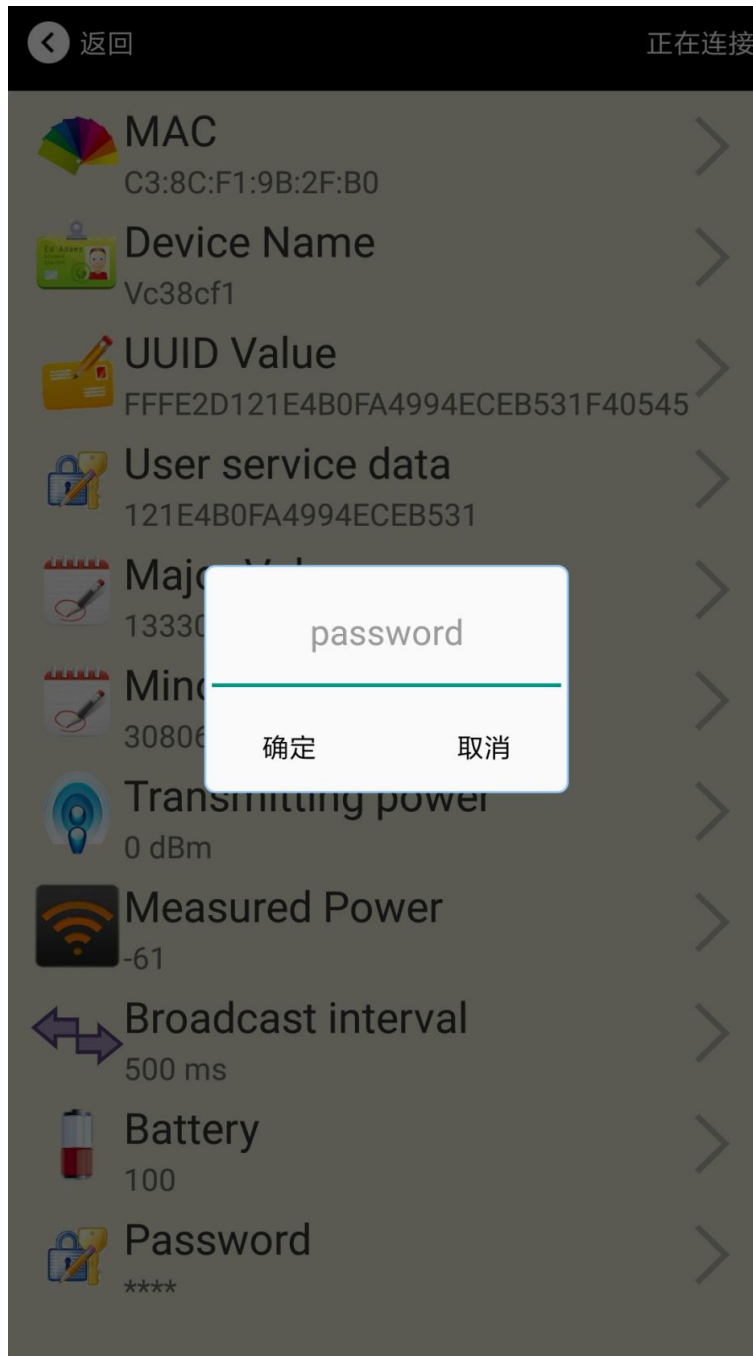 返回
正在连接
MAC
C3:8C:F1:9B:2F:B0
Device Name
Vc38cf1
UUID Value
FFFE2D121E4B0FA4994ECEB531F40545
User service data
121E4B0FA4994ECEB531
13330
password
30806
确定
取消
Transmitting power
0 dBm
Measured Power
-61
Broadcast interval
500 ms
Battery
100
Password
****